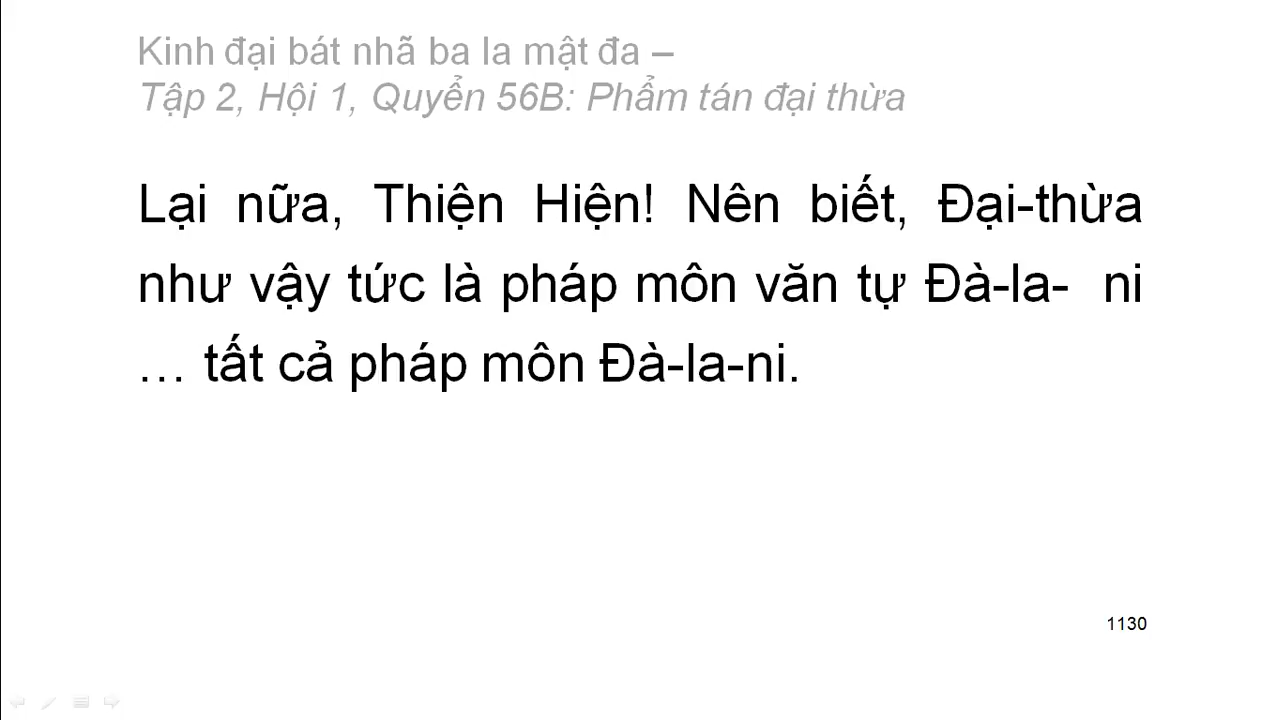 Kinh đại bát nhã ba la mật đa –
Tập 2, Hội 1, Quyển 56B: Phẩm tán đại thừa
Lại nữa, Thiện Hiện! Nên biết, Đại-thừa
như vậy tức là pháp môn văn tự Đà-la- ni
… tất cả pháp môn Đà-la-ni.
1130